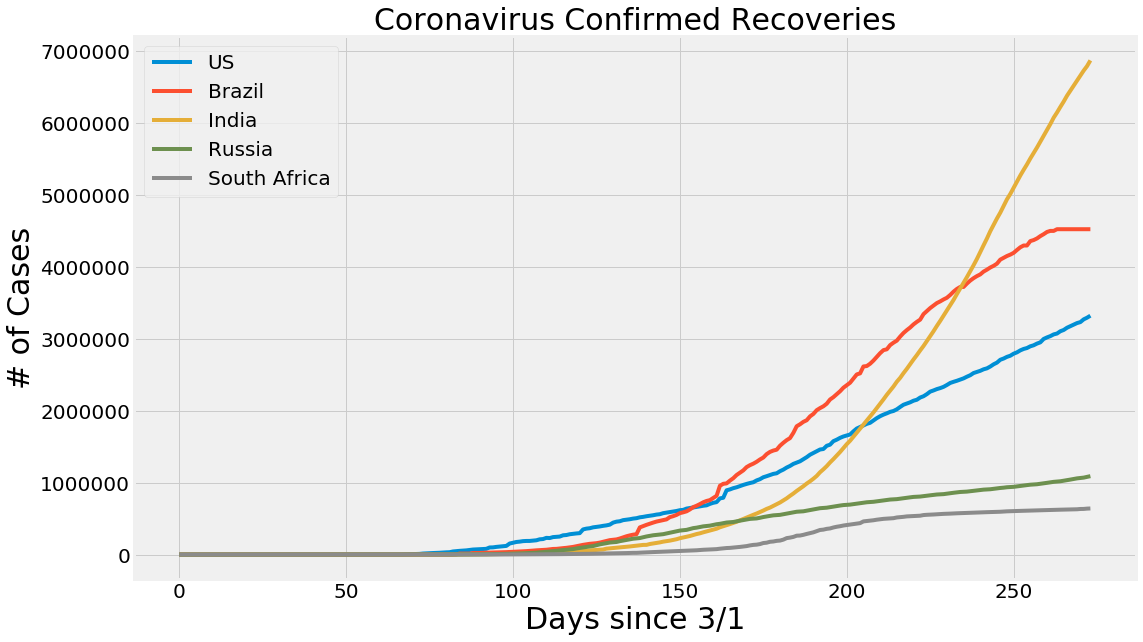 Coronavirus Confirmed Recoveries
7000000
6000000
5000000
4000000
3000000
2000000
1000000
0
# of Cases
US
Brazil
India
Russia
South Africa
0 50 100 150 200 250
Days since 3/1